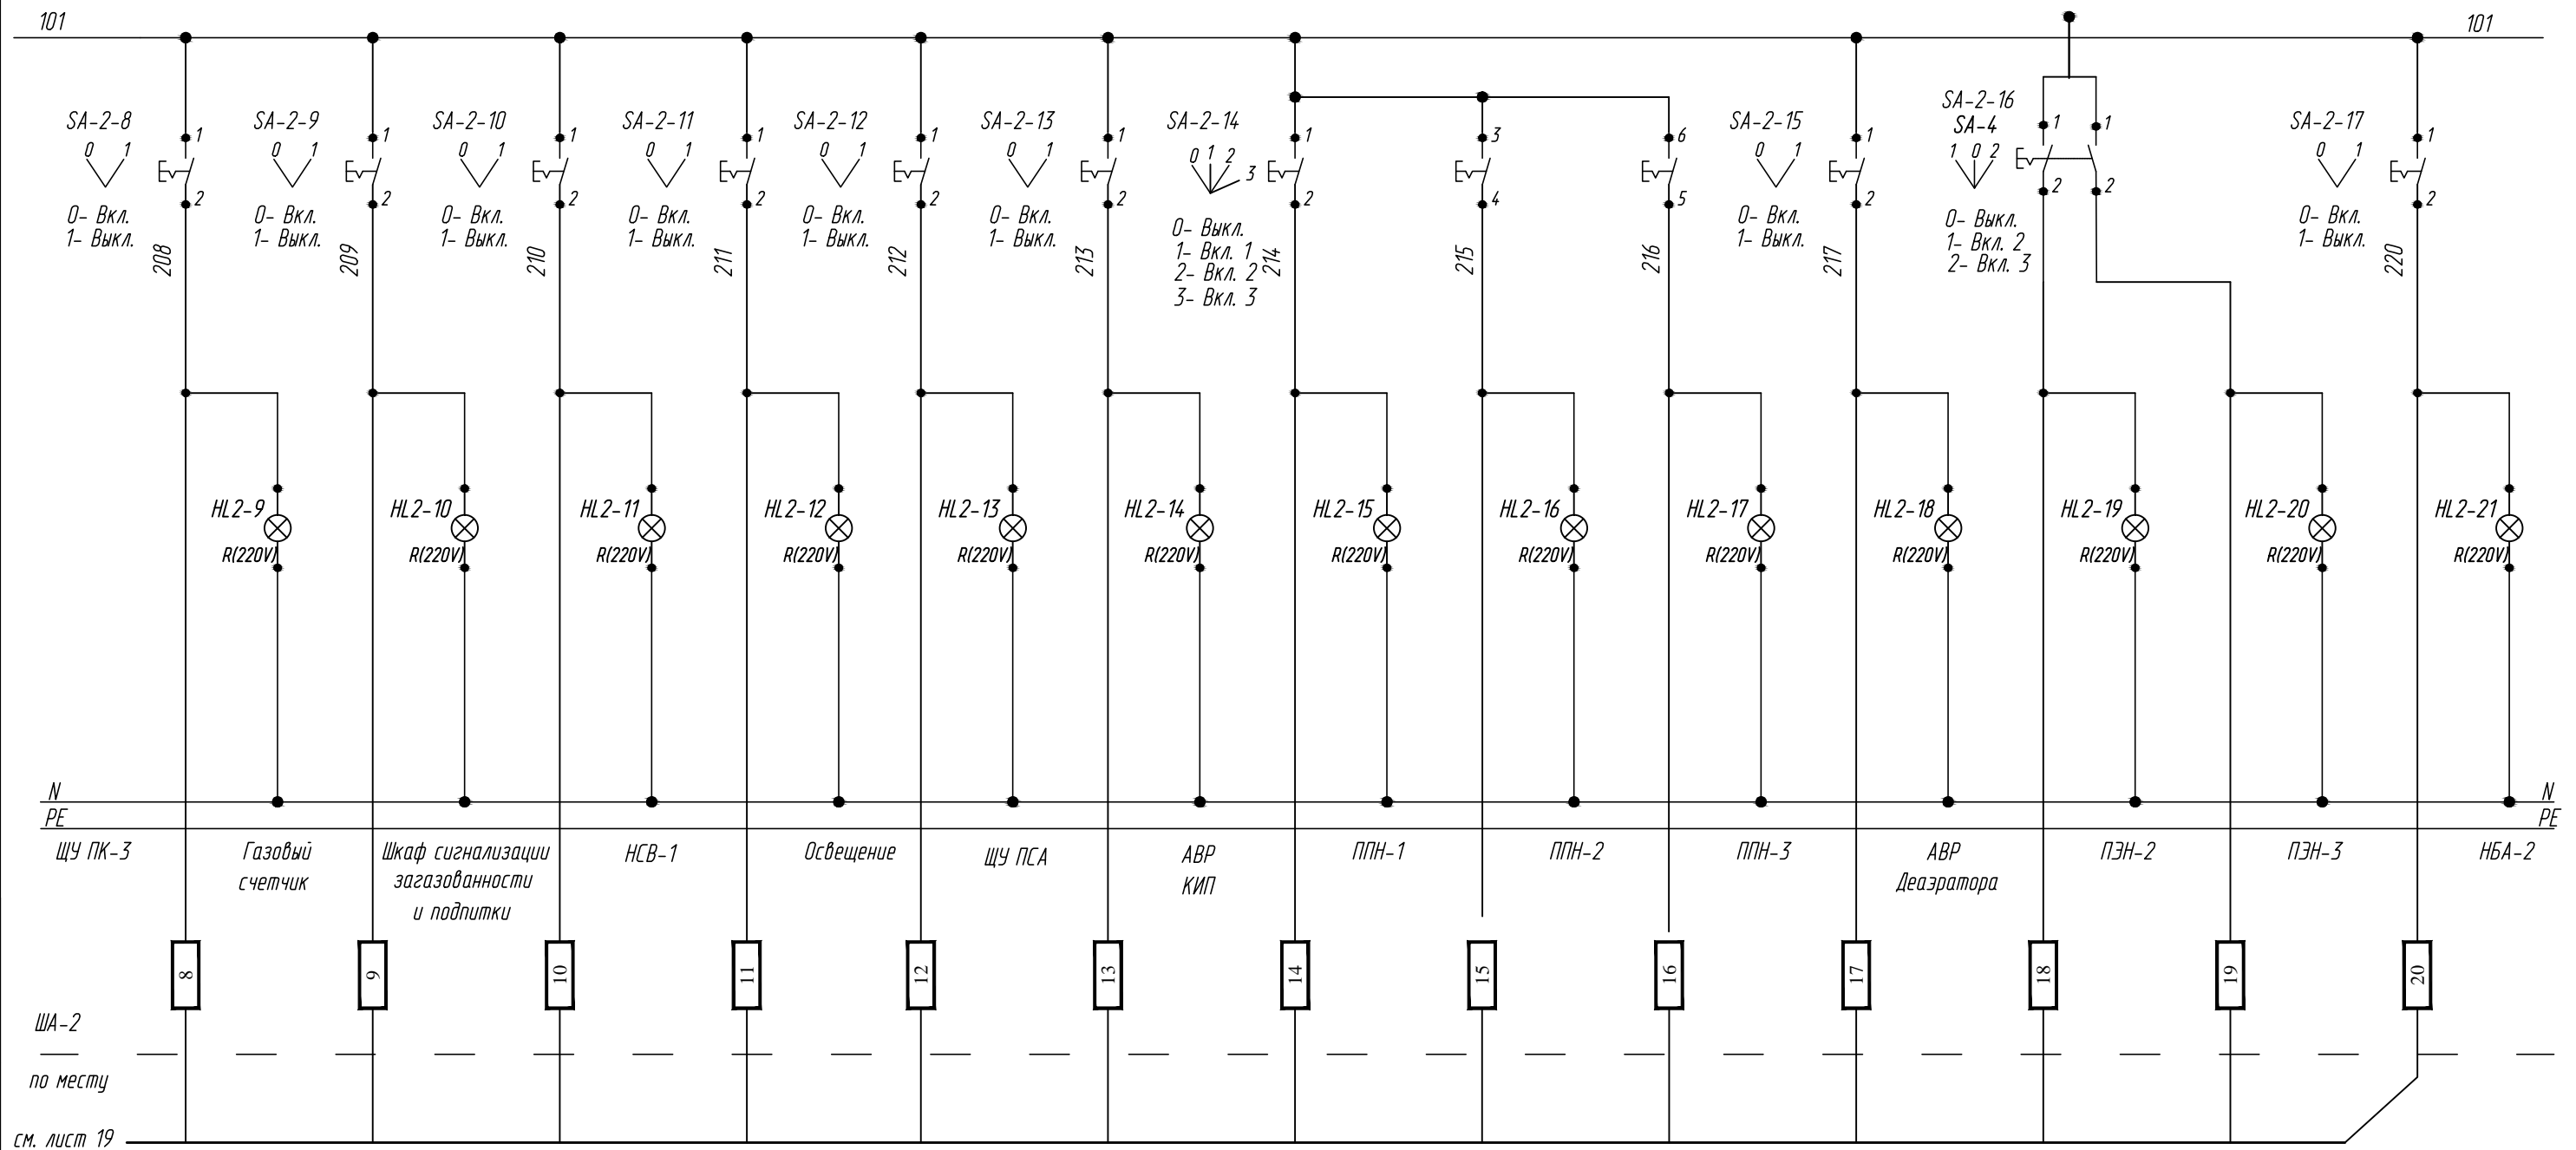 101
101
SA-2-8
0 1
0- Вкл.
1- Выкл.
1
2
208
SA-2-9
0 1
0- Вкл.
1- Выкл.
1
2
209
SA-2-10
0 1
0- Вкл.
1- Выкл.
1
2
210
SA-2-11
0 1
0- Вкл.
1- Выкл.
1
2
211
SA-2-12
0 1
0- Вкл.
1- Выкл.
1
2
212
SA-2-13
0 1
0- Вкл.
1- Выкл.
1
2
213
SA-2-14
0 1 2
3
0- Выкл.
1- Вкл. 1
2- Вкл. 2
3- Вкл. 3
1
2
214
3
4
215
6
5
216
SA-2-15
0 1
0- Вкл.
1- Выкл.
1
2
217
SA-2-16
SA-4
1 0 2
0- Выкл.
1- Вкл. 2
2- Вкл. 3
1
2
1
2
SA-2-17
0 1
0- Вкл.
1- Выкл.
1
2
220
HL2-9
R(220V)
HL2-10
R(220V)
HL2-11
R(220V)
HL2-12
R(220V)
HL2-13
R(220V)
HL2-14
R(220V)
HL2-15
R(220V)
HL2-16
R(220V)
HL2-17
R(220V)
HL2-18
R(220V)
HL2-19
R(220V)
HL2-20
R(220V)
HL2-21
R(220V)
N
N
PE
PE
ЩУ ПК-3
Газовый
счетчик
Шкаф сигнализации
загазованности
и подпитки
НСВ-1
Освещение
ЩУ ПСА
АВР
КИП
ППН-1
ППН-2
ППН-3
АВР
Деаэратора
ПЭН-2
ПЭН-3
НБА-2
8
9
10
11
12
13
14
15
16
17
18
19
20
ША-2
по месту
см. лист 19